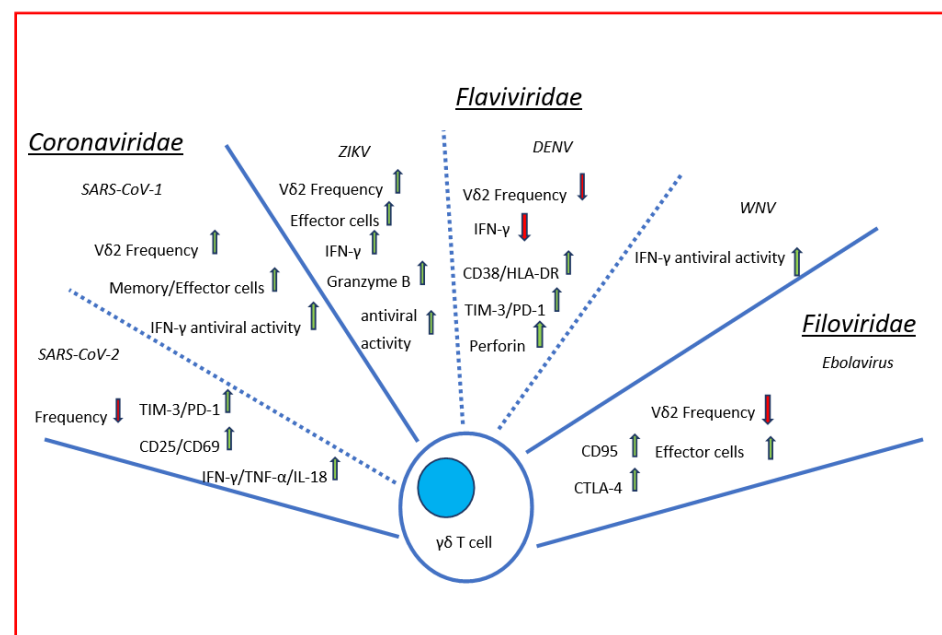 Flaviviridae
Coronaviridae
SARS-CoV-1
Vδ2 Frequency
Memory/Effector cells
IFN-γ antiviral activity
SARS-CoV-2
Frequency
TIM-3/PD-1
CD25/CD69
IFN-γ/TNF-α/IL-18
ZIKV
Vδ2 Frequency
Effector cells
IFN-γ
Granzyme B
antiviral
activity
DENV
Vδ2 Frequency
IFN-γ
CD38/HLA-DR
TIM-3/PD-1
Perforin
WNV
IFN-γ antiviral activity
Filoviridae
Ebolavirus
Vδ2 Frequency
CD95
Effector cells
CTLA-4
γδ T cell